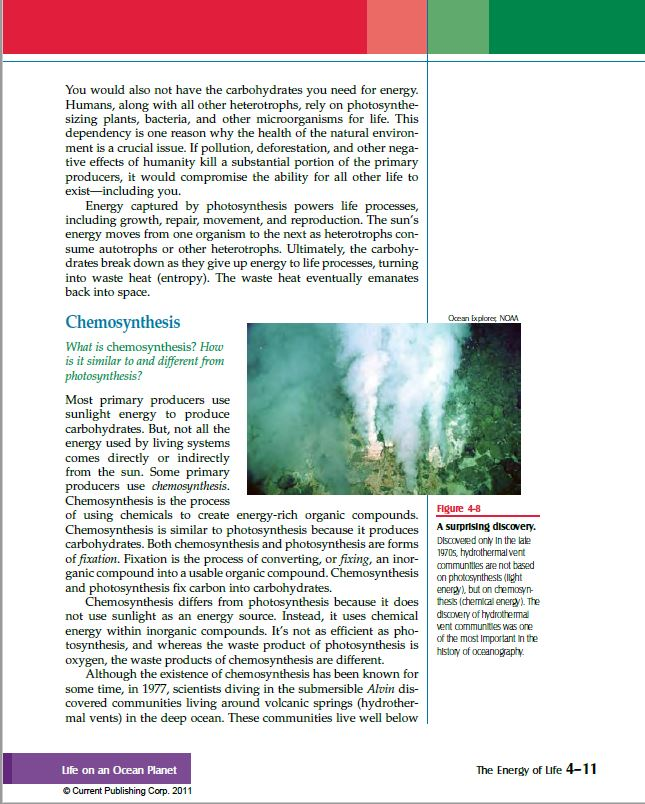 You would also not have the carbohydrates you need for energy.
Humans, along with all other heterotrophs, rely on photosynthe-
sizing plants, bacteria, and other microorganisms for life. This
dependency is one reason why the health of the natural environ-
ment is a crucial issue. If pollution, deforestation, and other nega-
tive effects of humanity kill a substantial portion of the primary
producers, it would compromise the ability for all other life to
exist—including you.
Energy captured by photosynthesis powers life processes,
including growth, repair, movement, and reproduction. The sun's
energy moves from one organism to the next as heterotrophs con-
sume autotrophs or other heterotrophs. Ultimately, the carbohy-
drates break down as they give up energy to life processes, turning
into waste heat (entropy). The waste heat eventually emanates
back into space.
Chemosynthesis
What is chemosynthesis? How
is it similar to and different from
photosynthesis?
Most primary producers use
sunlight energy to produce
carbohydrates. But, not all the
energy used by living systems
comes directly or indirectly
from the sun. Some primary
producers use chemosynthesis.
Chemosynthesis is the process
of using chemicals to create energy-rich organic compounds.
Chemosynthesis is similar to photosynthesis because it produces
carbohydrates. Both chemosynthesis and photosynthesis are forms
of fixation. Fixation is the process of converting, or fixing, an inor-
ganic compound into a usable organic compound. Chemosynthesis
and photosynthesis fix carbon into carbohydrates.
Chemosynthesis differs from photosynthesis because it does
not use sunlight as an energy source. Instead, it uses chemical
energy within inorganic compounds. It's not as efficient as pho-
tosynthesis, and whereas the waste product of photosynthesis is
oxygen, the waste products of chemosynthesis are different.
Although the existence of chemosynthesis has been known for
some time, in 1977, scientists diving in the submersible Alvin dis-
covered communities living around volcanic springs (hydrother-
mal vents) in the deep ocean. These communities live well below
Ocean Explorer, NOAA
Figure 4-8
A surprising discovery.
Discovered only in the late
1970s, hydrothermal vent
communities are not based
on photosynthesis (light
energy), but on chemosyn-
thesis (chemical energy). The
discovery of hydrothermal
vent communities was one
of the most important in the
history of oceanography.
Life on an Ocean Planet
The Energy of Life 4–11
© Current Publishing Corp. 2011